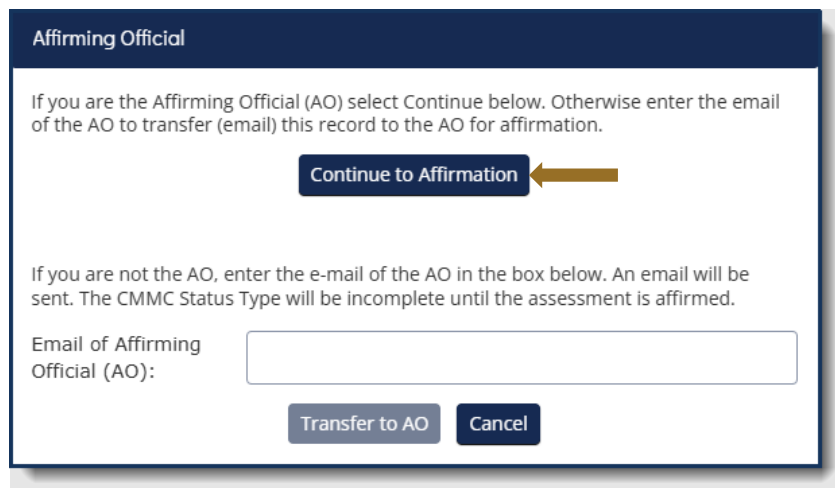 Affirming Official
If you are the Affirming Official (AO) select Continue below. Otherwise enter the email
of the AO to transfer (email) this record to the AO for affirmation.
Continue to Affirmation
If you are not the AO, enter the e-mail of the AO in the box below. An email will be
sent. The CMMC Status Type will be incomplete until the assessment is affirmed.
Email of Affirming
Official (AO):
Transfer to AO Cancel